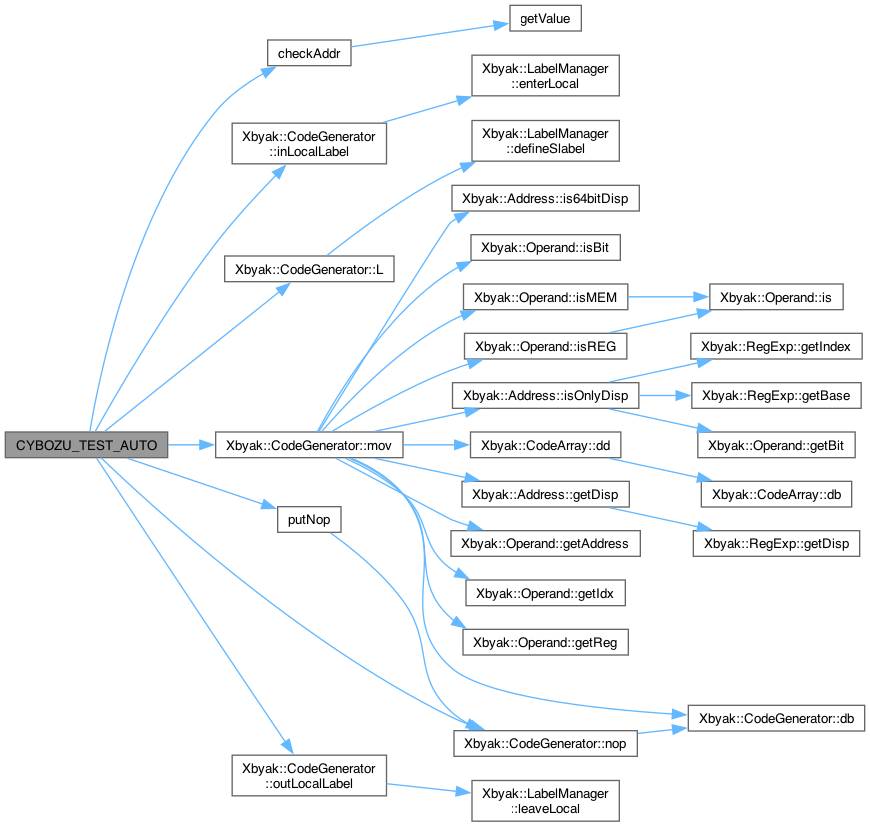 getValue
checkAddr
Xbyak::LabelManager
::enterLocal
Xbyak::CodeGenerator
::inLocalLabel
Xbyak::LabelManager
::defineSlabel
Xbyak::Address::is64bitDisp
Xbyak::Operand::isBit
Xbyak::CodeGenerator::L
Xbyak::Operand::isMEM
Xbyak::Operand::is
Xbyak::Operand::isREG
Xbyak::RegExp::getIndex
Xbyak::Address::isOnlyDisp
Xbyak::RegExp::getBase
CYBOZU_TEST_AUTO
Xbyak::CodeGenerator::mov
Xbyak::CodeArray::dd
Xbyak::Operand::getBit
Xbyak::Address::getDisp
Xbyak::CodeArray::db
putNop
Xbyak::Operand::getAddress
Xbyak::RegExp::getDisp
Xbyak::Operand::getIdx
Xbyak::Operand::getReg
Xbyak::CodeGenerator::db
Xbyak::CodeGenerator::nop
Xbyak::CodeGenerator
::outLocalLabel
Xbyak::LabelManager
::leaveLocal